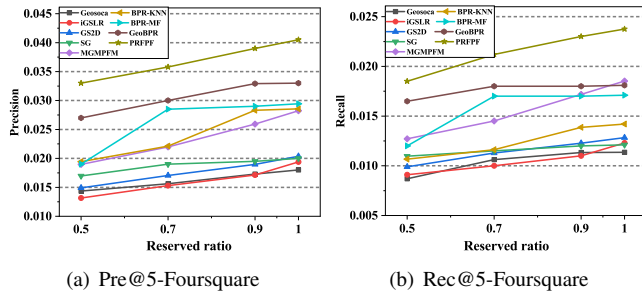 Geosoca
iGSLR
GS2D
SG
MGMPFM
BPR-KNN
BPR-MF
GeoBPR
PRFPF
0.045
0.040
0.035
0.030
0.025
0.020
0.015
0.010
Precision
0.5 0.7 0.9 1
Reserved ratio
(a) Pre@5-Foursquare
Geosoca
iGSLR
GS2D
SG
MGMPFM
BPR-KNN
BPR-MF
GeoBPR
PRFPF
0.025
0.020
0.015
0.010
0.005
Recall
0.5 0.7 0.9 1
Reserved ratio
(b) Rec@5-Foursquare